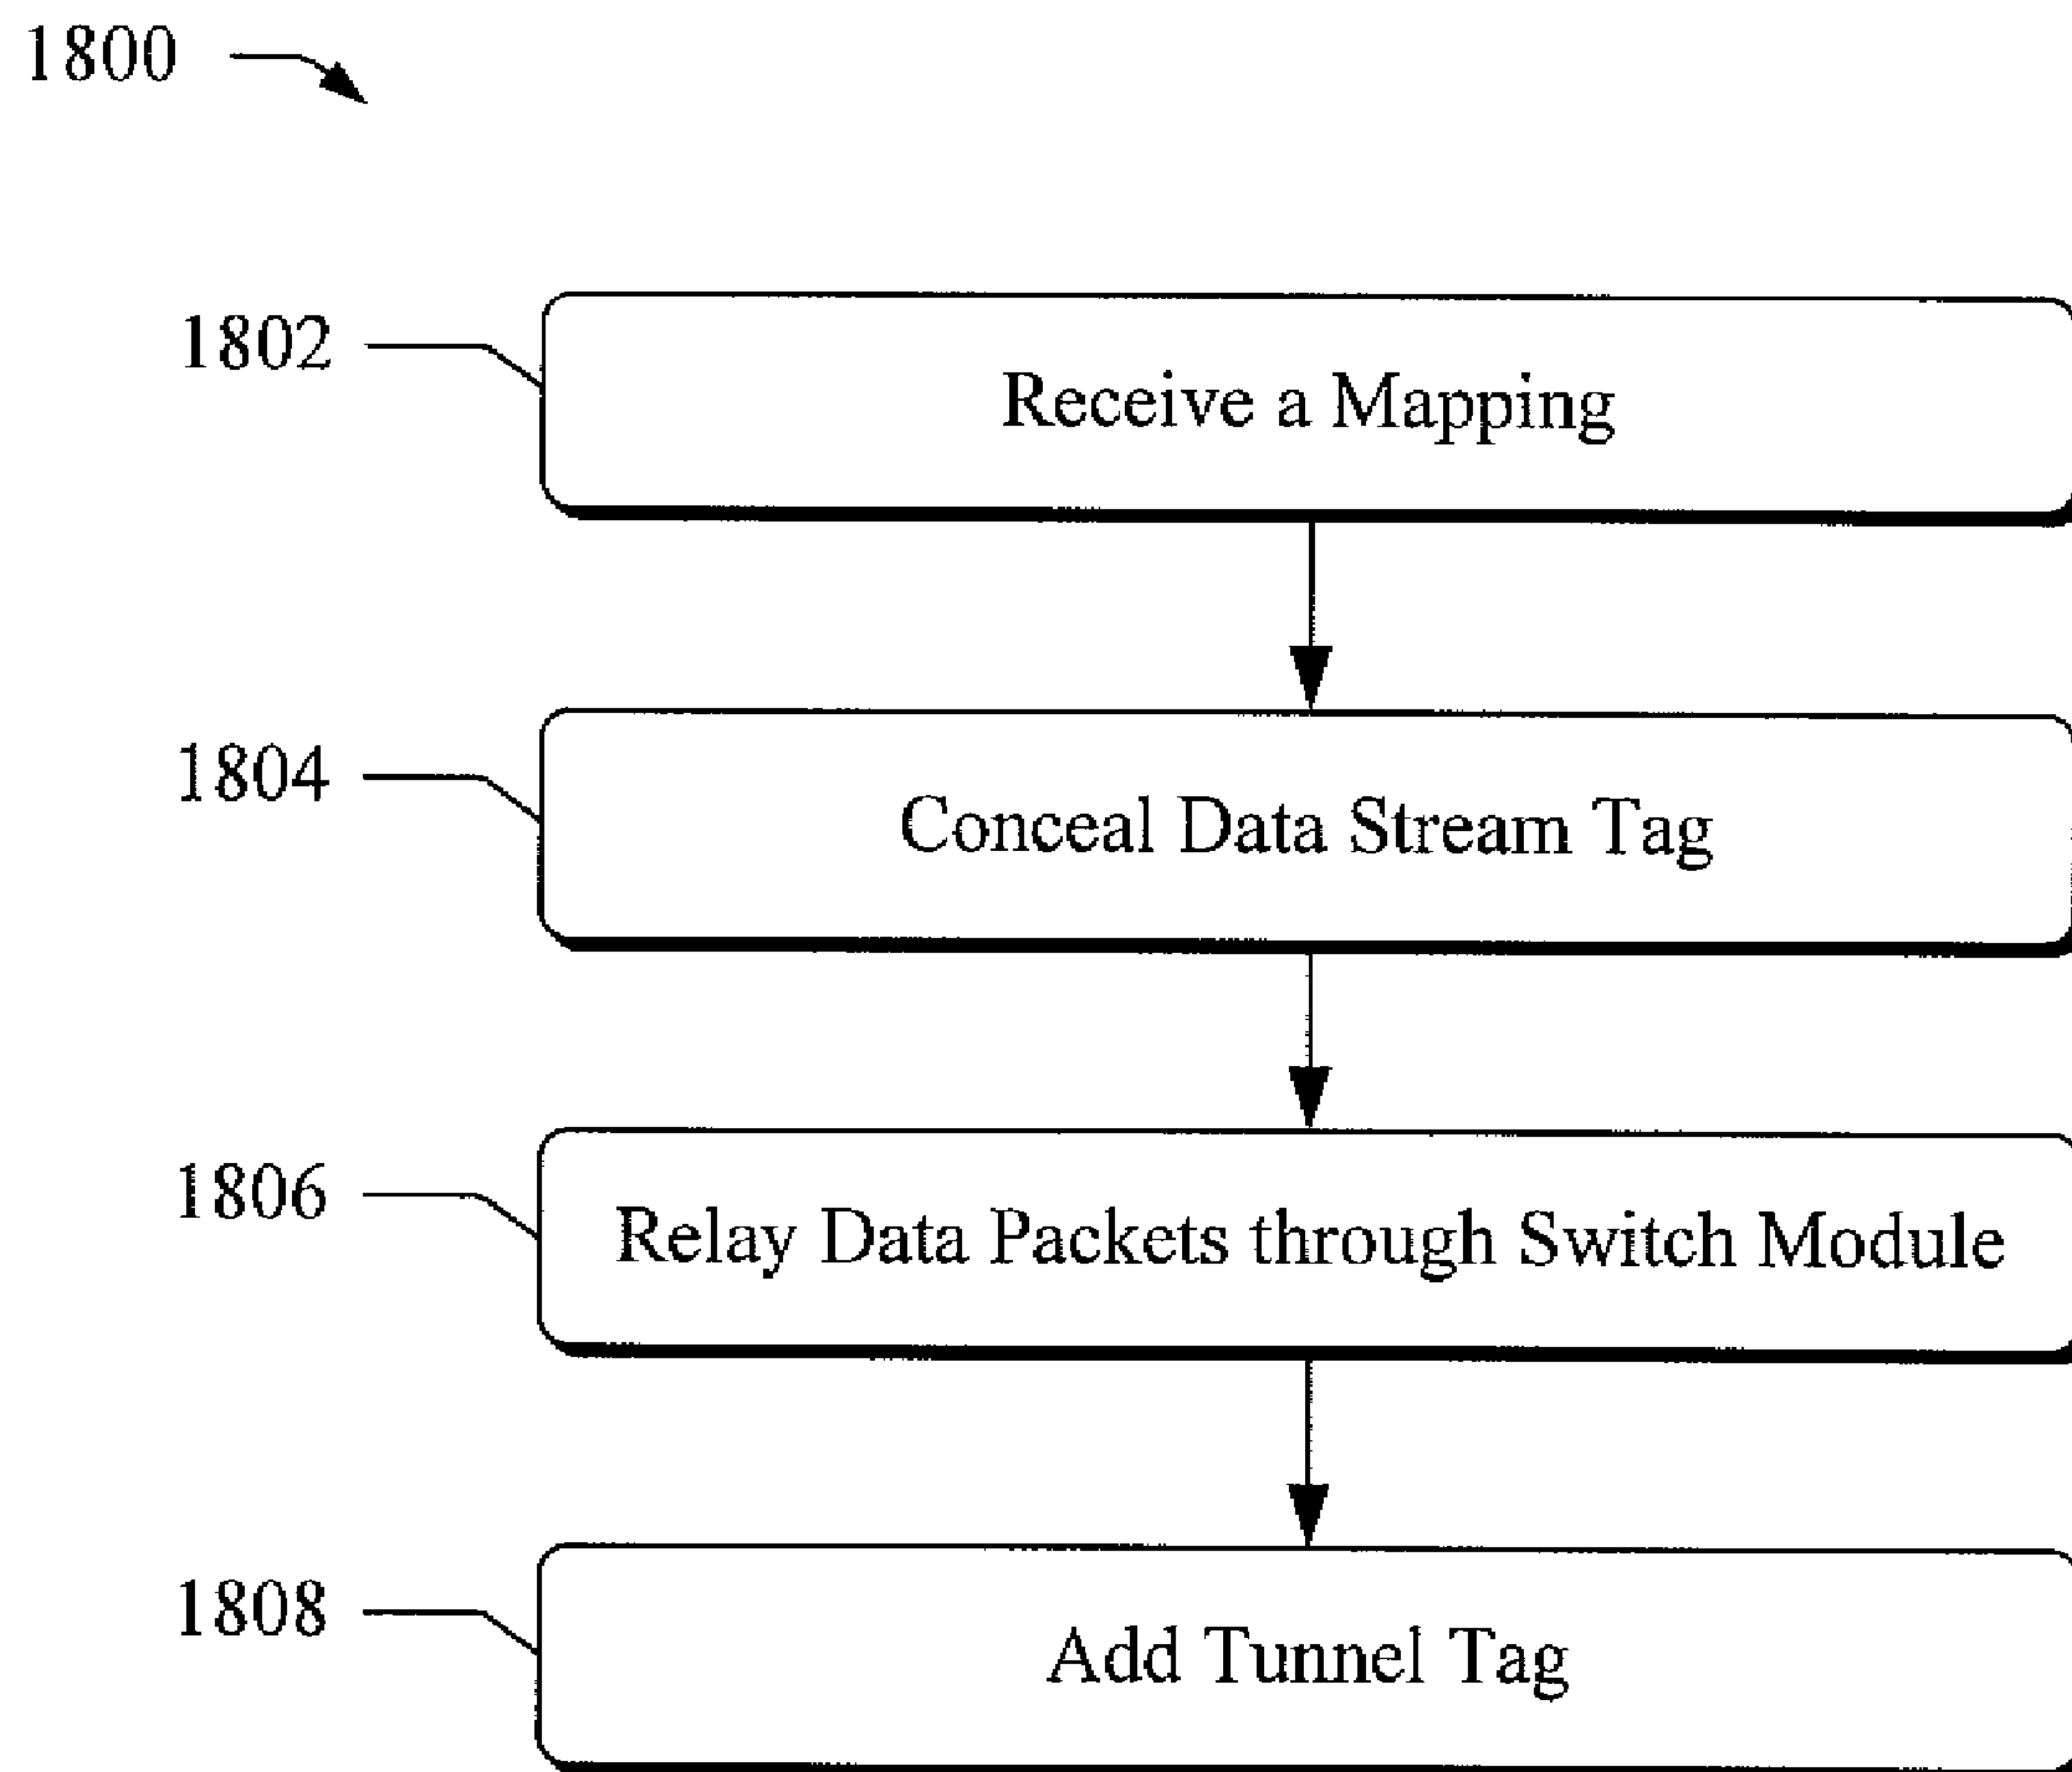 1800
1802
Receive a Mapping
1804
Conceal Data Stream Tag
1806
Relay Data Packets through Switch Module
1808
Add Tunnel Tag